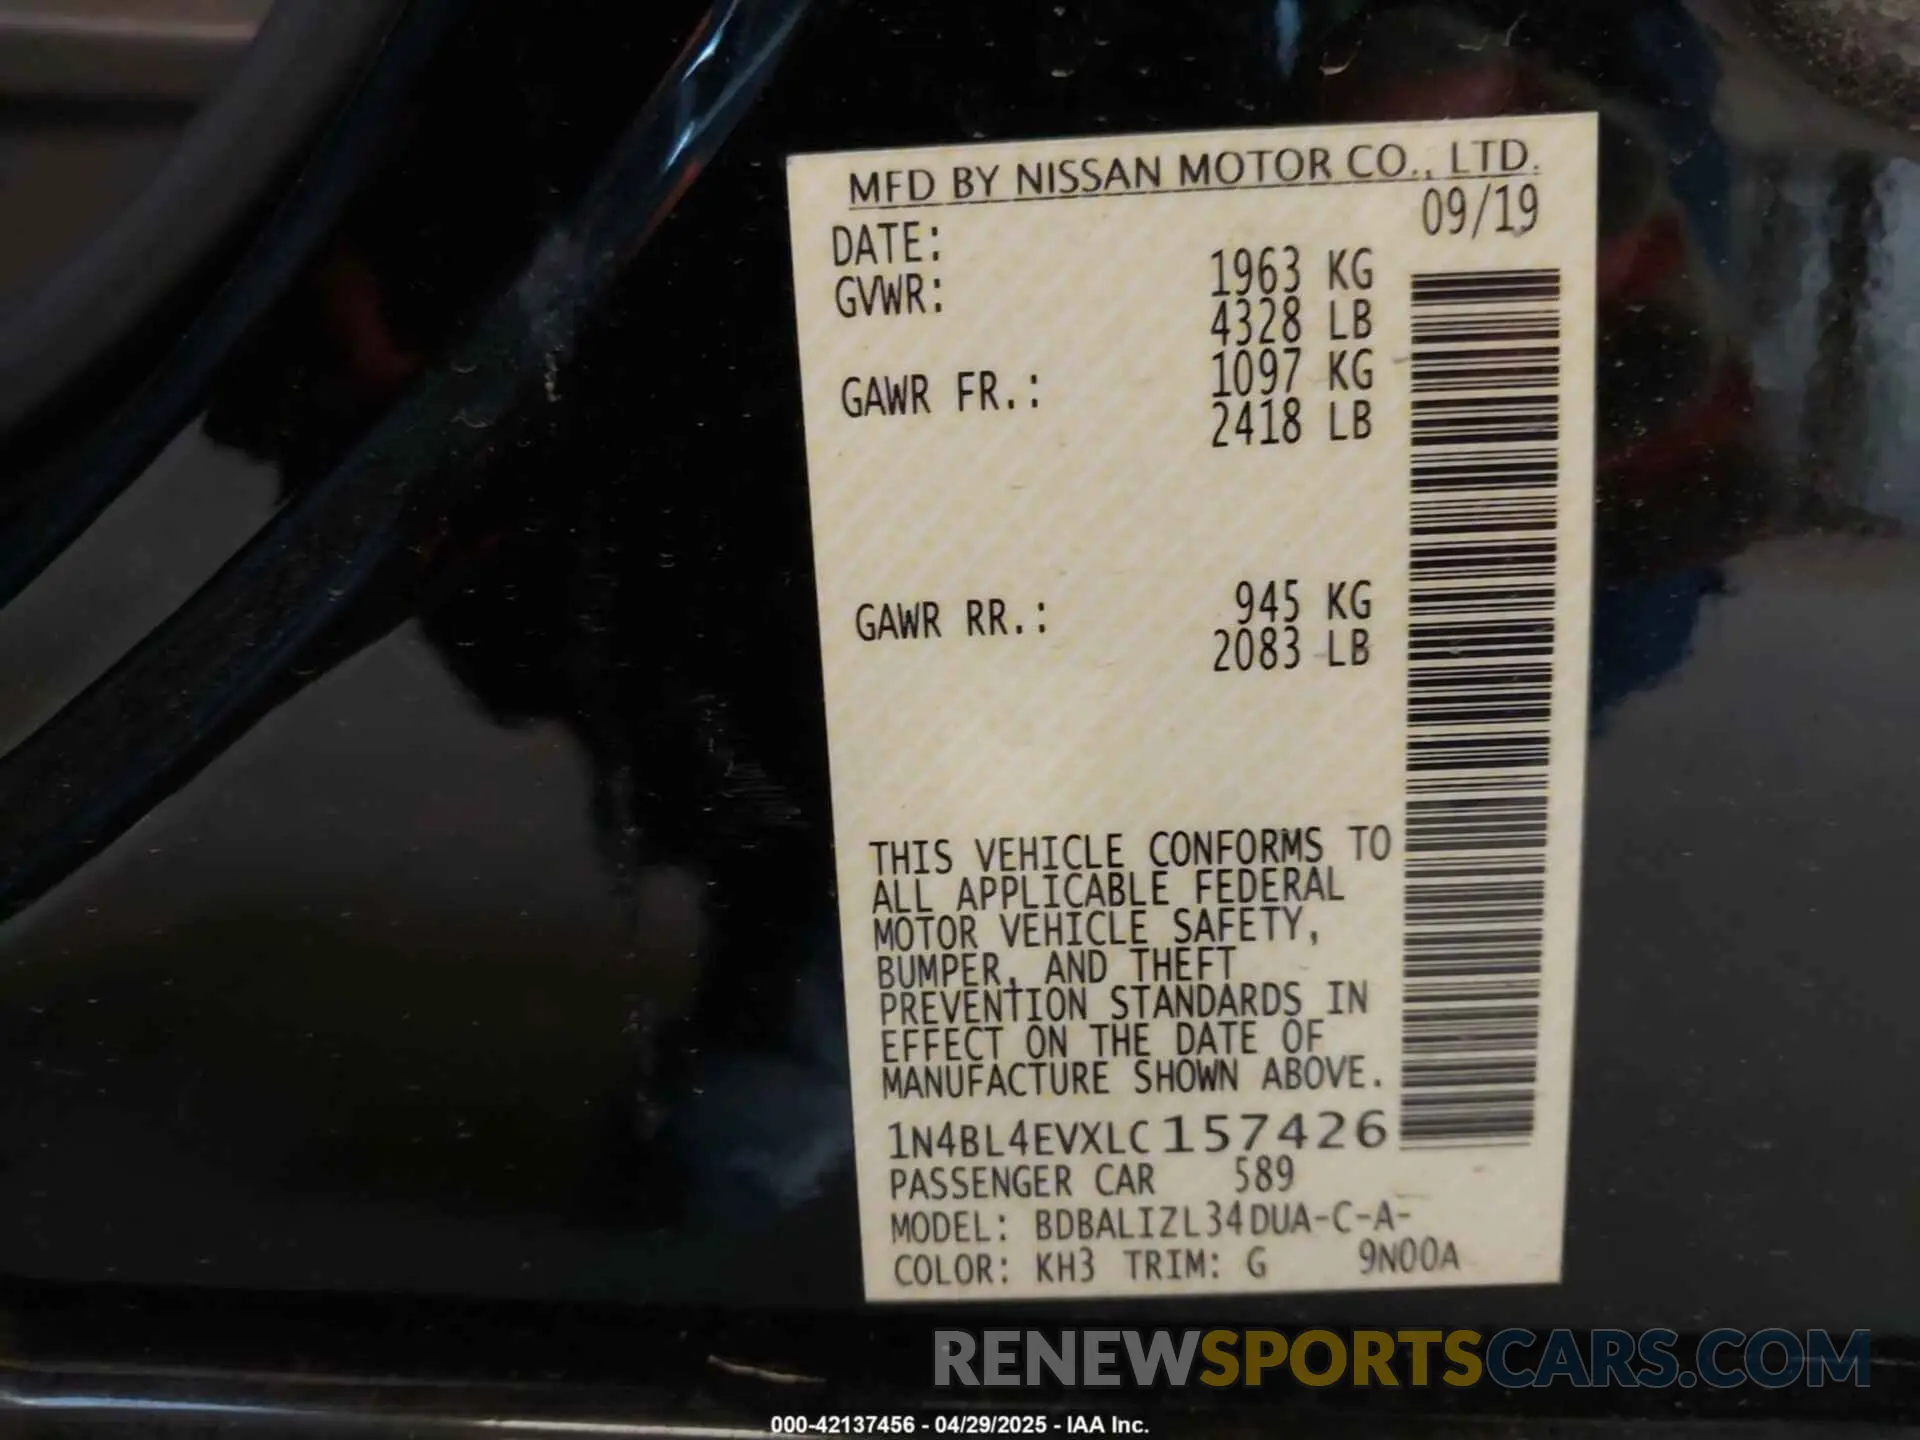 MFD BY NISSAN MOTOR CO., LTD.
DATE: 09/19
GVWR: 1963 KG
4328 LB
GAWR FR.: 1097 KG
2418 LB
GAWR RR.: 945 KG
2083 LB
THIS VEHICLE CONFORMS TO
ALL APPLICABLE FEDERAL
MOTOR VEHICLE SAFETY,
BUMPER, AND THEFT
PREVENTION STANDARDS IN
EFFECT ON THE DATE OF
MANUFACTURE SHOWN ABOVE.
1N4BL4EVXLC157426
PASSENGER CAR 589
MODEL: BDBALIZL34DUA-C-A-
COLOR: KH3 TRIM: G 9N00A
RENEWSPORTSCARS.COM
000-42137456 - 04/29/2025 - IAA Inc.